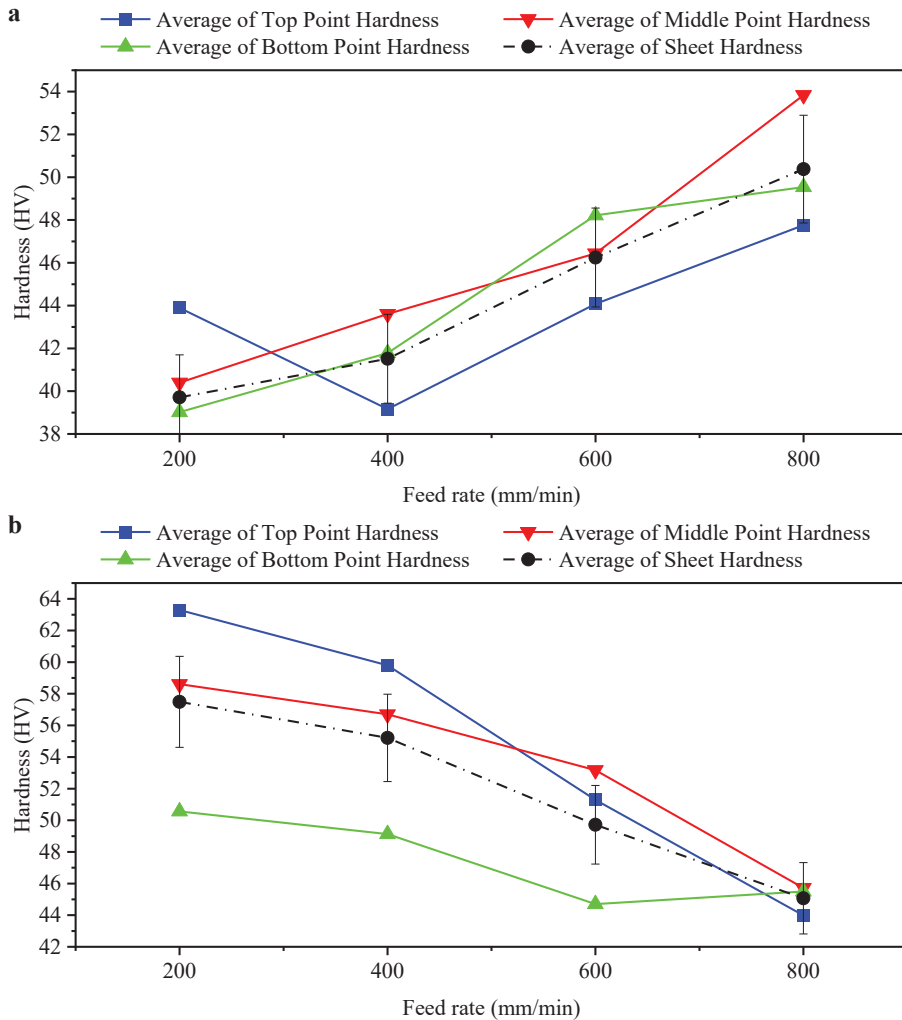 a
Average of Top Point Hardness Average of Middle Point Hardness
Average of Bottom Point Hardness Average of Sheet Hardness
54
52
50
48
46
44
42
40
38
Hardness (HV)
200 400 600 800
Feed rate (mm/min)
b
Average of Top Point Hardness Average of Middle Point Hardness
Average of Bottom Point Hardness Average of Sheet Hardness
64
62
60
58
56
54
52
50
48
46
44
42
Hardness (HV)
200 400 600 800
Feed rate (mm/min)